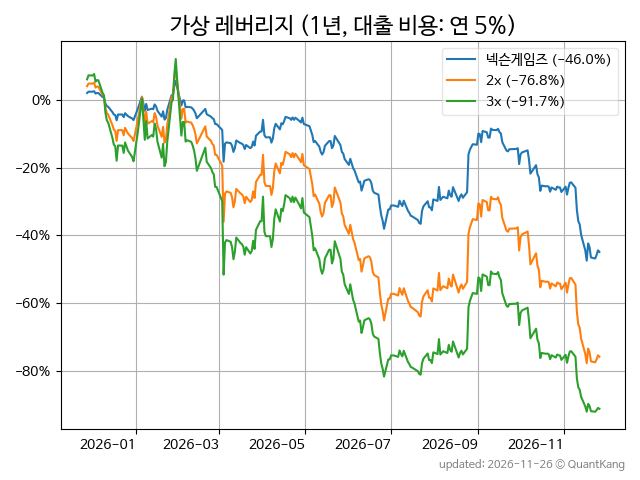 가상 레버리지 (1년, 대출 비용: 연 5%)
넥슨게임즈 (−46.0%)
2x (−76.8%)
3x (−91.7%)
0%
−20%
−40%
−60%
−80%
2026-01 2026-03 2026-05 2026-07 2026-09 2026-11
updated: 2026-11-26 © QuantKang